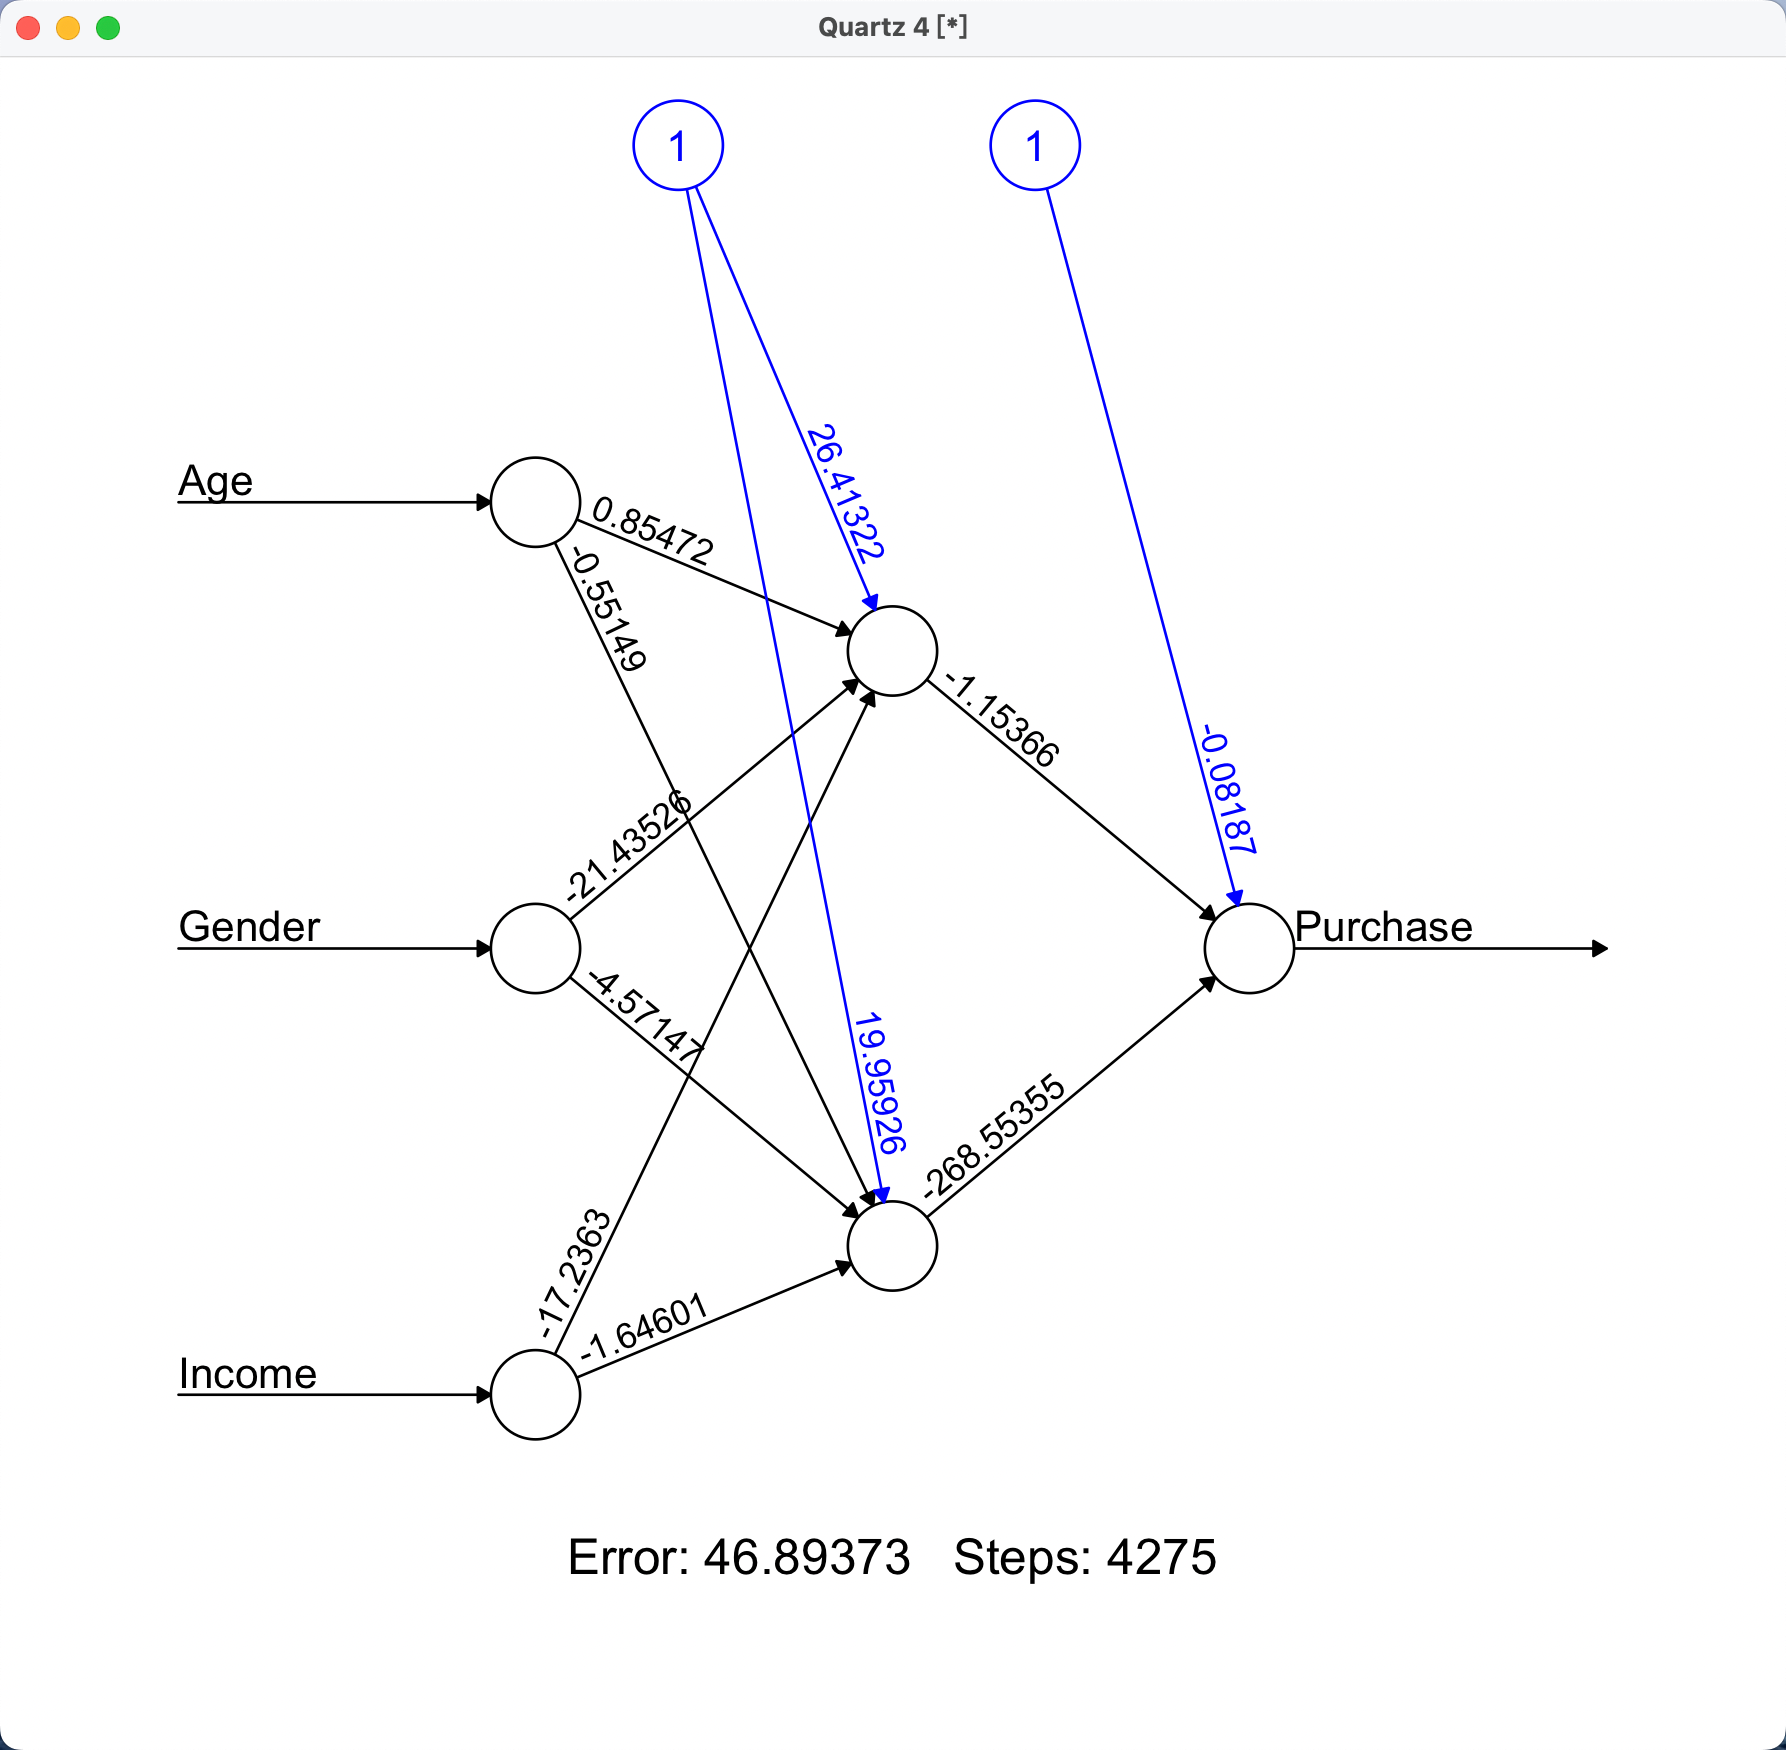 Quartz 4 [*]
1
1
26.41322
Age
0.85472
-0.55149
-1.15366
-0.08187
-21.43526
Gender
Purchase
-4.57147
19.95926
-268.55355
-17.2363
-1.64601
Income
Error: 46.89373 Steps: 4275